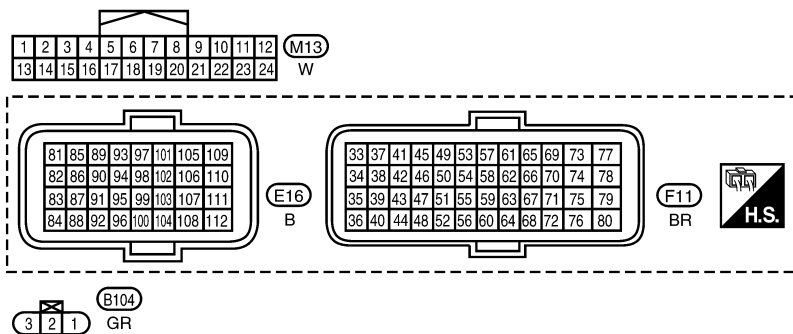 1 2 3 4 5 6 7 8 9 10 11 12
13 14 15 16 17 18 19 20 21 22 23 24
M13
W
81 85 89 93 97 101 105 109
82 86 90 94 98 102 106 110
83 87 91 95 99 103 107 111
84 88 92 96 100 104 108 112
E16
B
33 37 41 45 49 53 57 61 65 69 73 77
34 38 42 46 50 54 58 62 66 70 74 78
35 39 43 47 51 55 59 63 67 71 75 79
36 40 44 48 52 56 60 64 68 72 76 80
F11
BR
H.S.
3 2 1
B104
GR